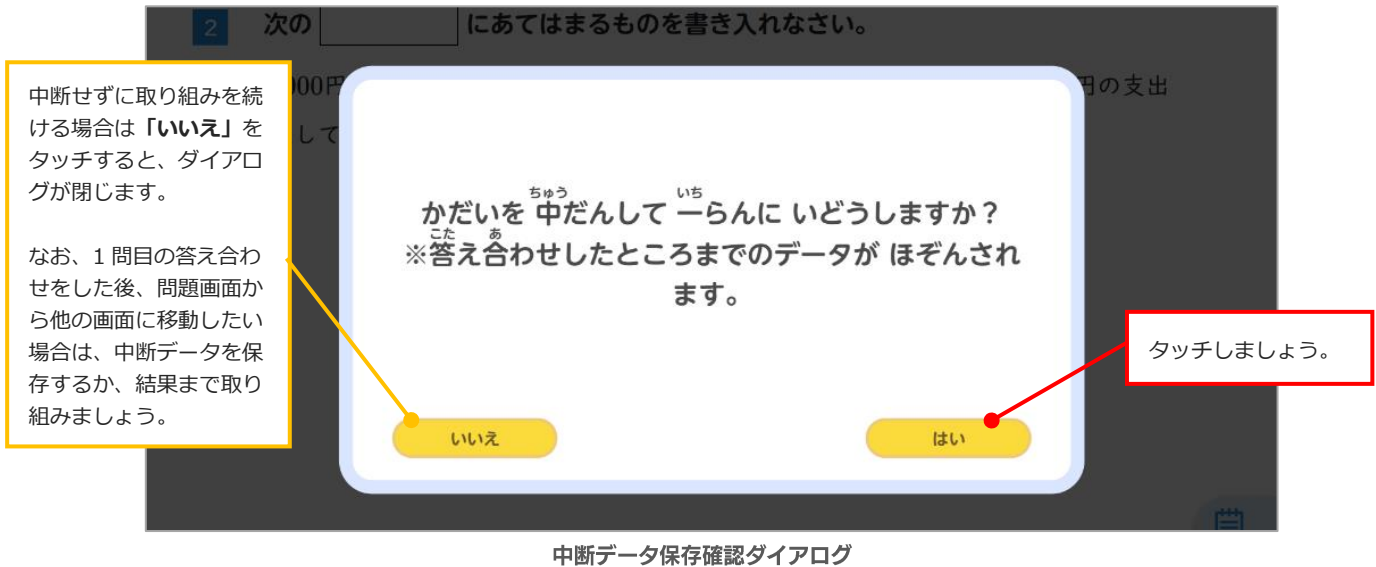 2 次の にあてはまるものを書き入れなさい。
000円
円の支出
して
中断せずに取り組みを続
ける場合は「いいえ」を
タッチすると、ダイアロ
グが閉じます。
なお、1 問目の答え合わ
せをした後、問題画面か
ら他の画面に移動したい
場合は、中断データを保
存するか、結果まで取り
組みましょう。
ちゅう いち
かだいを 中だんして 一らんに いどうしますか？
こた あ
※答え合わせしたところまでのデータが ほぞんされ
ます。
いいえ
はい
タッチしましょう。
中断データ保存確認ダイアログ